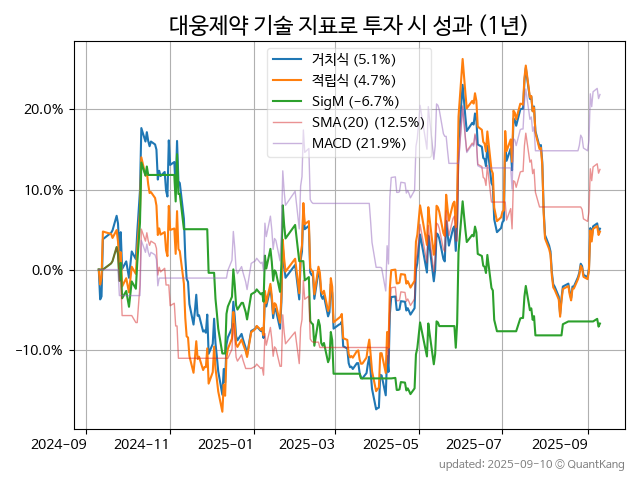 대웅제약 기술 지표로 투자 시 성과 (1년)
거치식 (5.1%)
적립식 (4.7%)
SigM (−6.7%)
SMA(20) (12.5%)
MACD (21.9%)
20.0%
10.0%
0.0%
−10.0%
2024-09 2024-11 2025-01 2025-03 2025-05 2025-07 2025-09
updated: 2025-09-10 © QuantKang